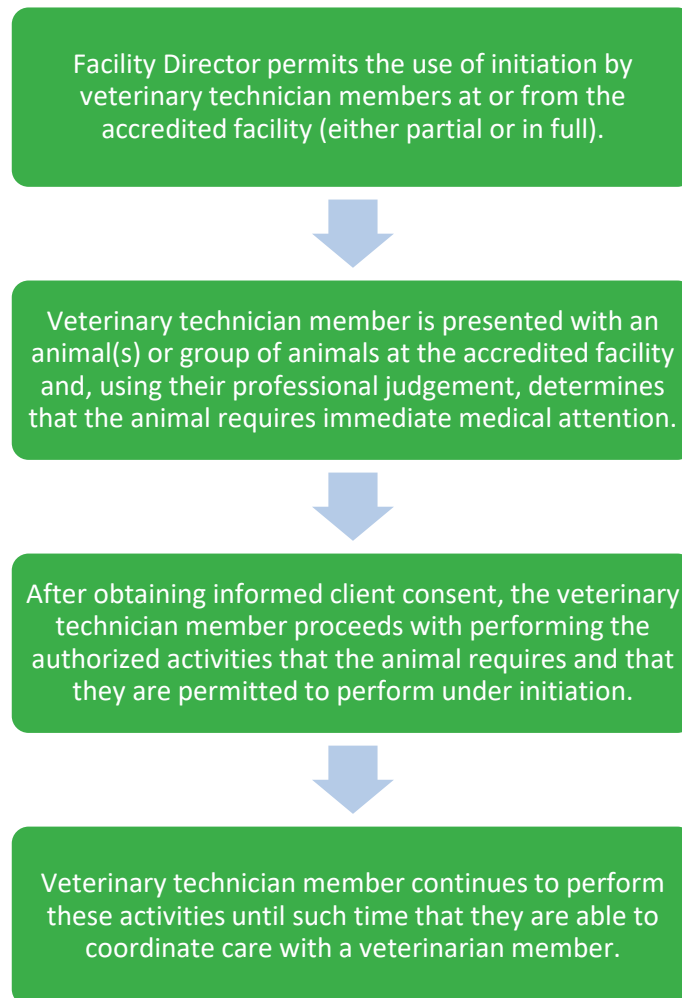 Facility Director permits the use of initiation by
veterinary technician members at or from the
accredited facility (either partial or in full).
Veterinary technician member is presented with an
animal(s) or group of animals at the accredited facility
and, using their professional judgement, determines
that the animal requires immediate medical attention.
After obtaining informed client consent, the veterinary
technician member proceeds with performing the
authorized activities that the animal requires and that
they are permitted to perform under initiation.
Veterinary technician member continues to perform
these activities until such time that they are able to
coordinate care with a veterinarian member.